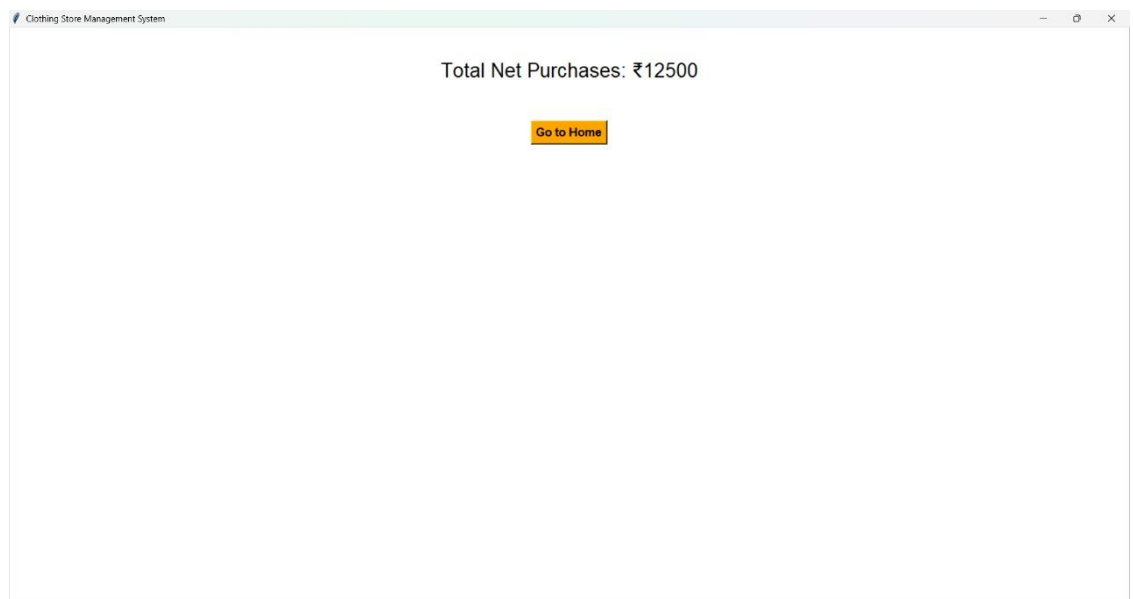 Clothing Store Management System
Total Net Purchases: ₹12500
Go to Home